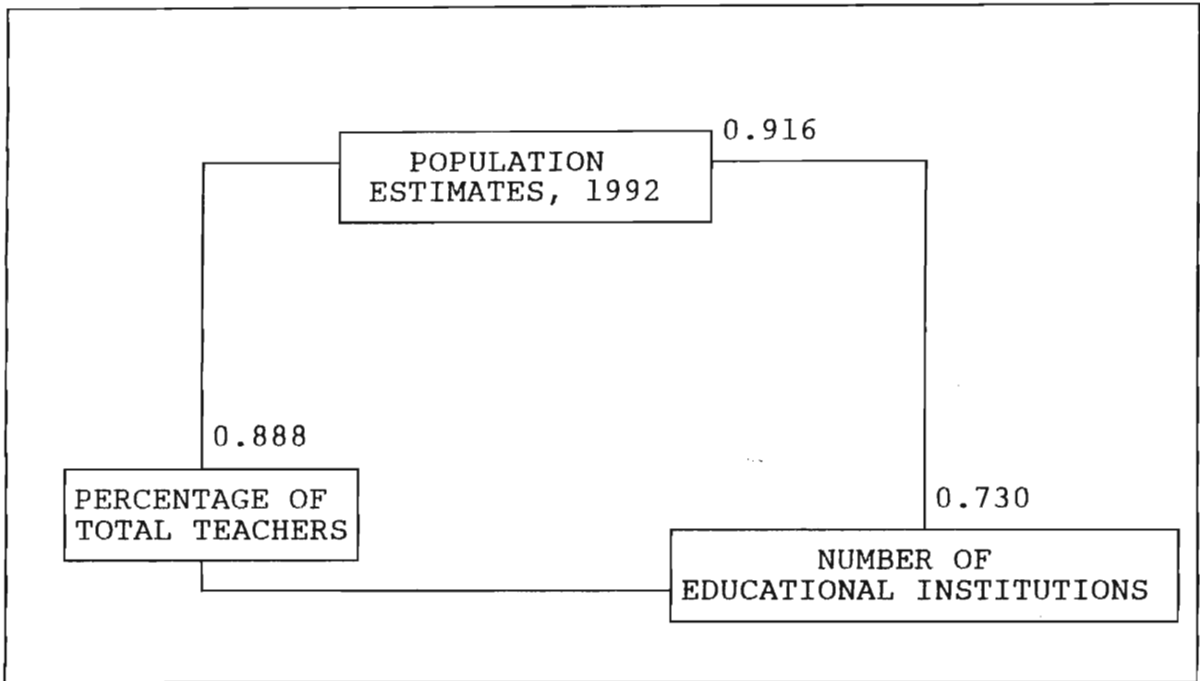 0.916
POPULATION
ESTIMATES, 1992
0.888
PERCENTAGE OF
TOTAL TEACHERS
0.730
NUMBER OF
EDUCATIONAL INSTITUTIONS